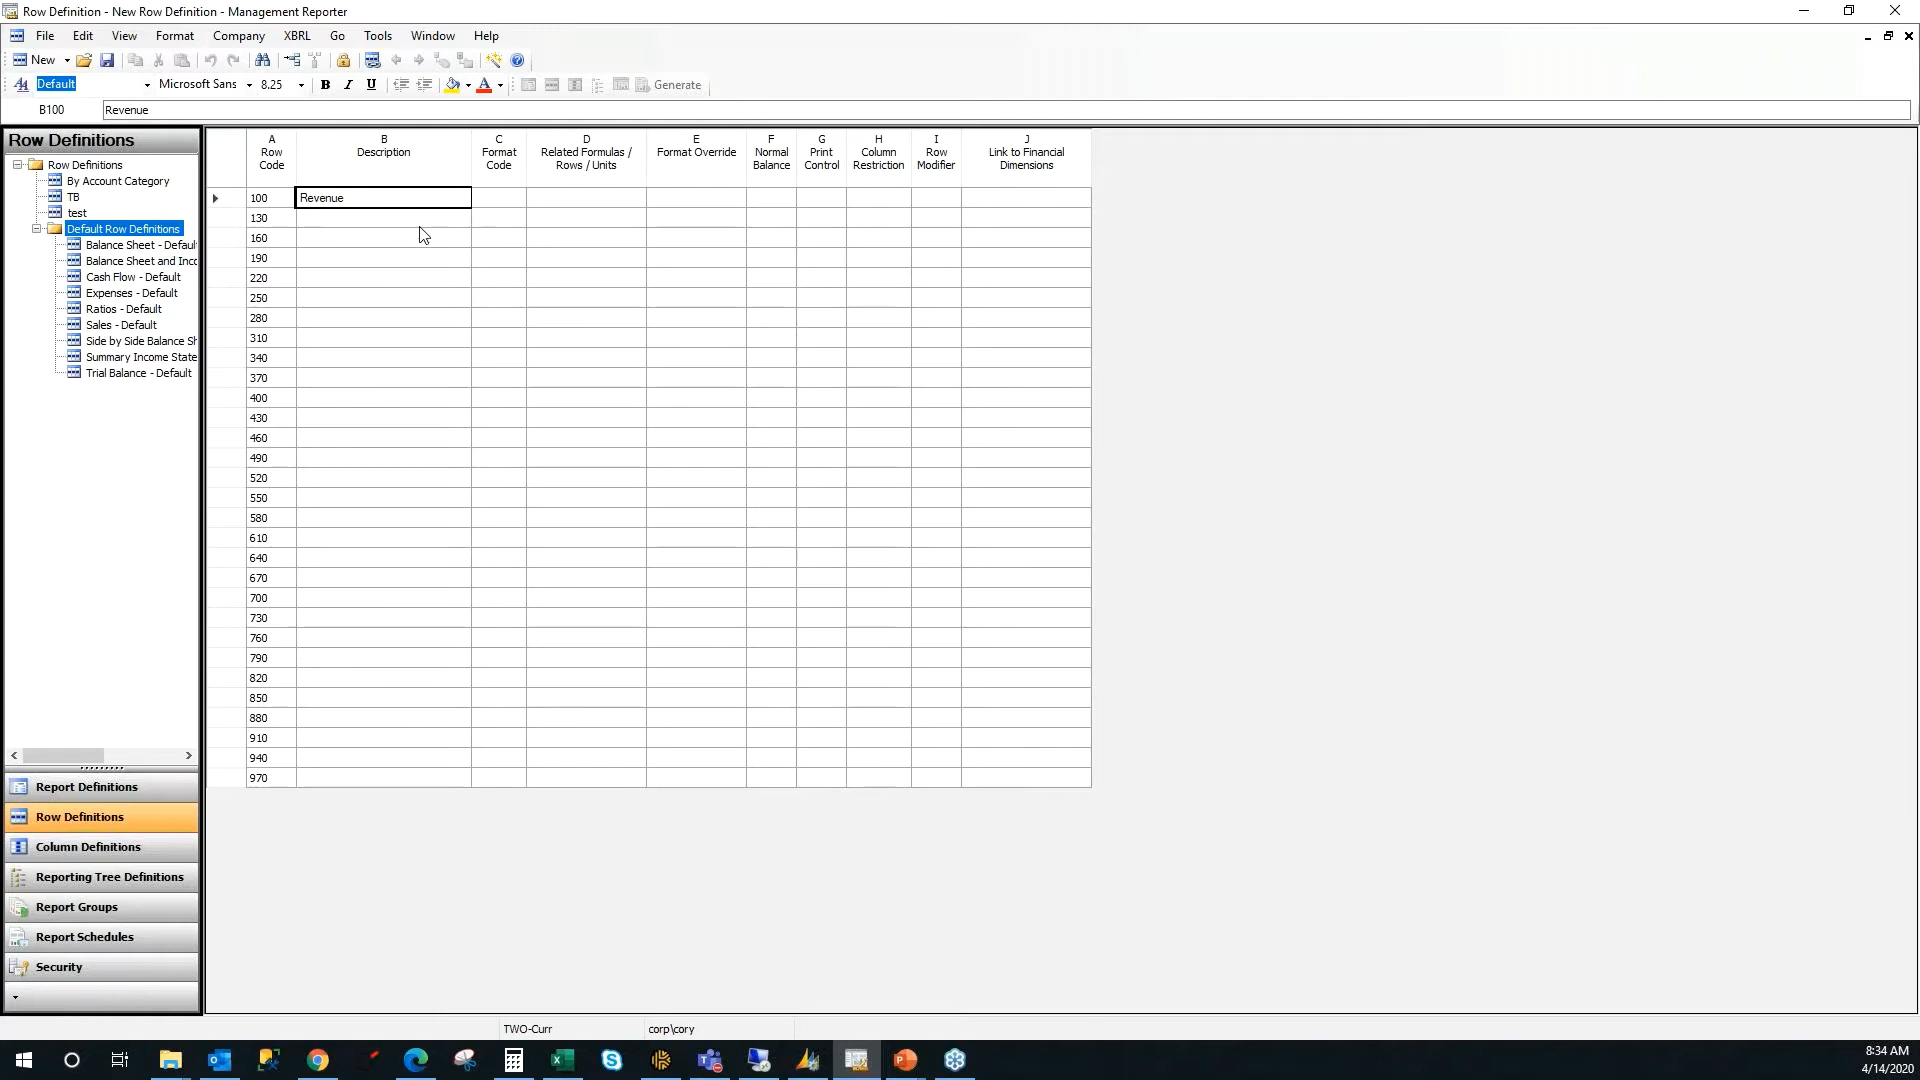 Row Definition - New Row Definition - Management Reporter
File Edit View Format Company XBRL Go Tools Window Help
New
Default Microsoft Sans 8.25 B I U A Generate
B100 Revenue
Row Definitions
Row Definitions
By Account Category
TB
test
Default Row Definitions
Balance Sheet - Defaul
Balance Sheet and Inco
Cash Flow - Default
Expenses - Default
Ratios - Default
Sales - Default
Side by Side Balance Sh
Summary Income State
Trial Balance - Default
Report Definitions
Row Definitions
Column Definitions
Reporting Tree Definitions
Report Groups
Report Schedules
Security
A B C D E F G H I J
Row Description Format Related Formulas / Format Override Normal Print Column Row Link to Financial
Code Code Rows / Units Balance Control Restriction Modifier Dimensions
100 Revenue
130
160
190
220
250
280
310
340
370
400
430
460
490
520
550
580
610
640
670
700
730
760
790
820
850
880
910
940
970
TWO-Curr corp\cory
8:34 AM
4/14/2020